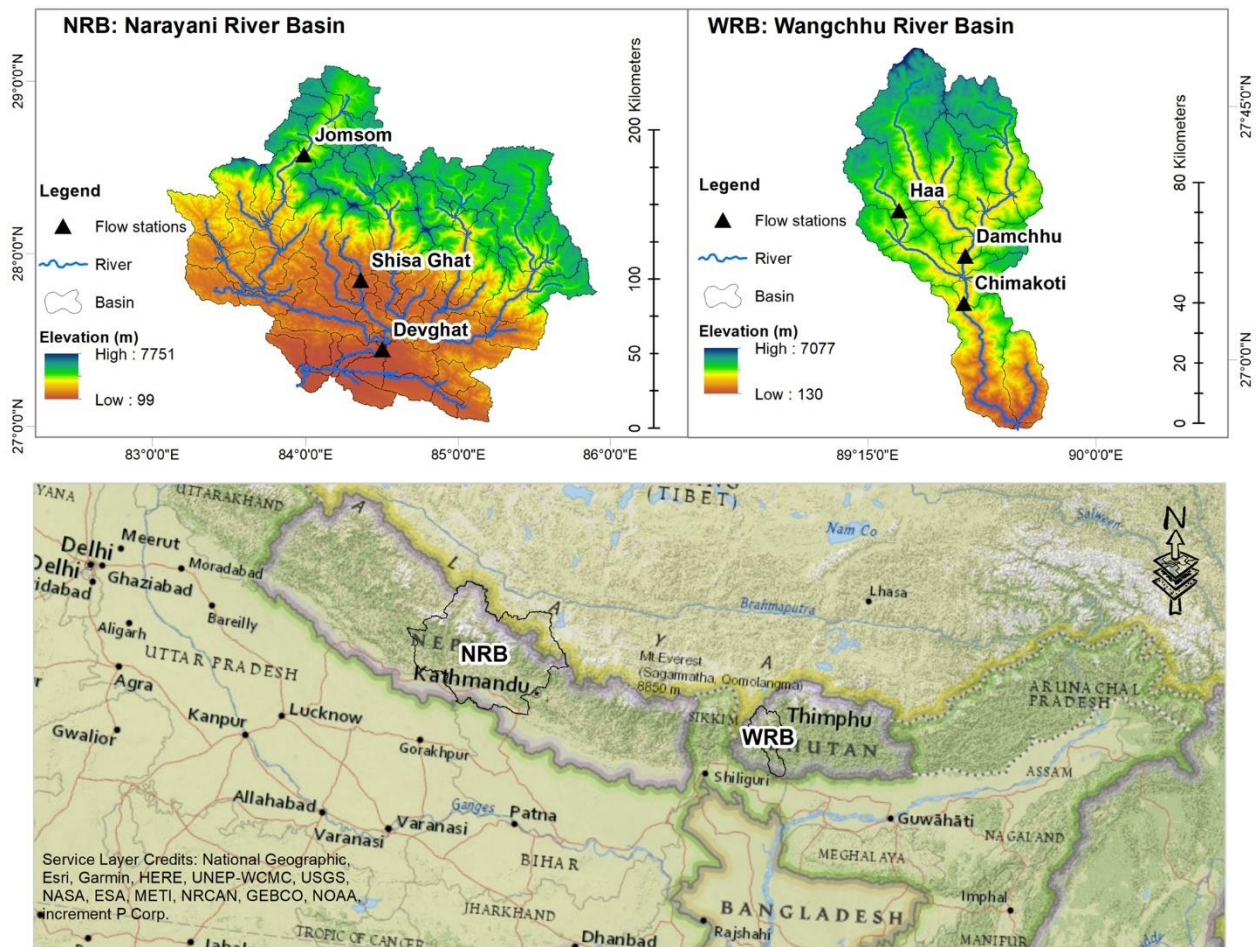 NRB: Narayani River Basin
29°0'0"N
28°0'0"N
27°0'0"N
Jomsom
Shisa Ghat
Devghat
Legend
Flow stations
River
Basin
Elevation (m)
High : 7751
Low : 99
200 Kilometers
100
50
0
83°0'0"E
84°0'0"E
85°0'0"E
86°0'0"E
WRB: Wangchhu River Basin
Haa
Damchhu
Chimakoti
Legend
Flow stations
River
Basin
Elevation (m)
High : 7077
Low : 130
80 Kilometers
40
20
0
27°45'0"N
27°0'0"N
89°15'0"E
90°0'0"E
YANA
UTTARAKHAND
(TIBET)
Nam Co
Salween
N
Delhi
Meerut
Delhi
Ghaziabad
Moradabad
ridabad
Bareilly
Aligarh
UTTAR PRADESH
Agra
Kanpur
Lucknow
Gwalior
Gorakhpur
A
L
A
Y
A
NEP
NRB
Kathmandu
Lhasa
Brahmaputra
Mt Everest
(Sagarmatha, Qomolangma)
8850 m
SIKKIM
Thimphu
WRB
HUTAN
ARUNACHAL
PRADESH
Shiliguri
ASSAM
Allahabad
Varanasi
Varanasi
Ganges
Patna
BIHAR
Guwāhāti
NAGALAND
MEGHALAYA
Imphal
MANIPUR
BANGLADESH
Rajshahi
JHARKHAND
Dhanbad
TROPIC OF CANCER
Service Layer Credits: National Geographic,
Esri, Garmin, HERE, UNEP-WCMC, USGS,
NASA, ESA, METI, NRCAN, GEBCO, NOAA,
increment P Corp.